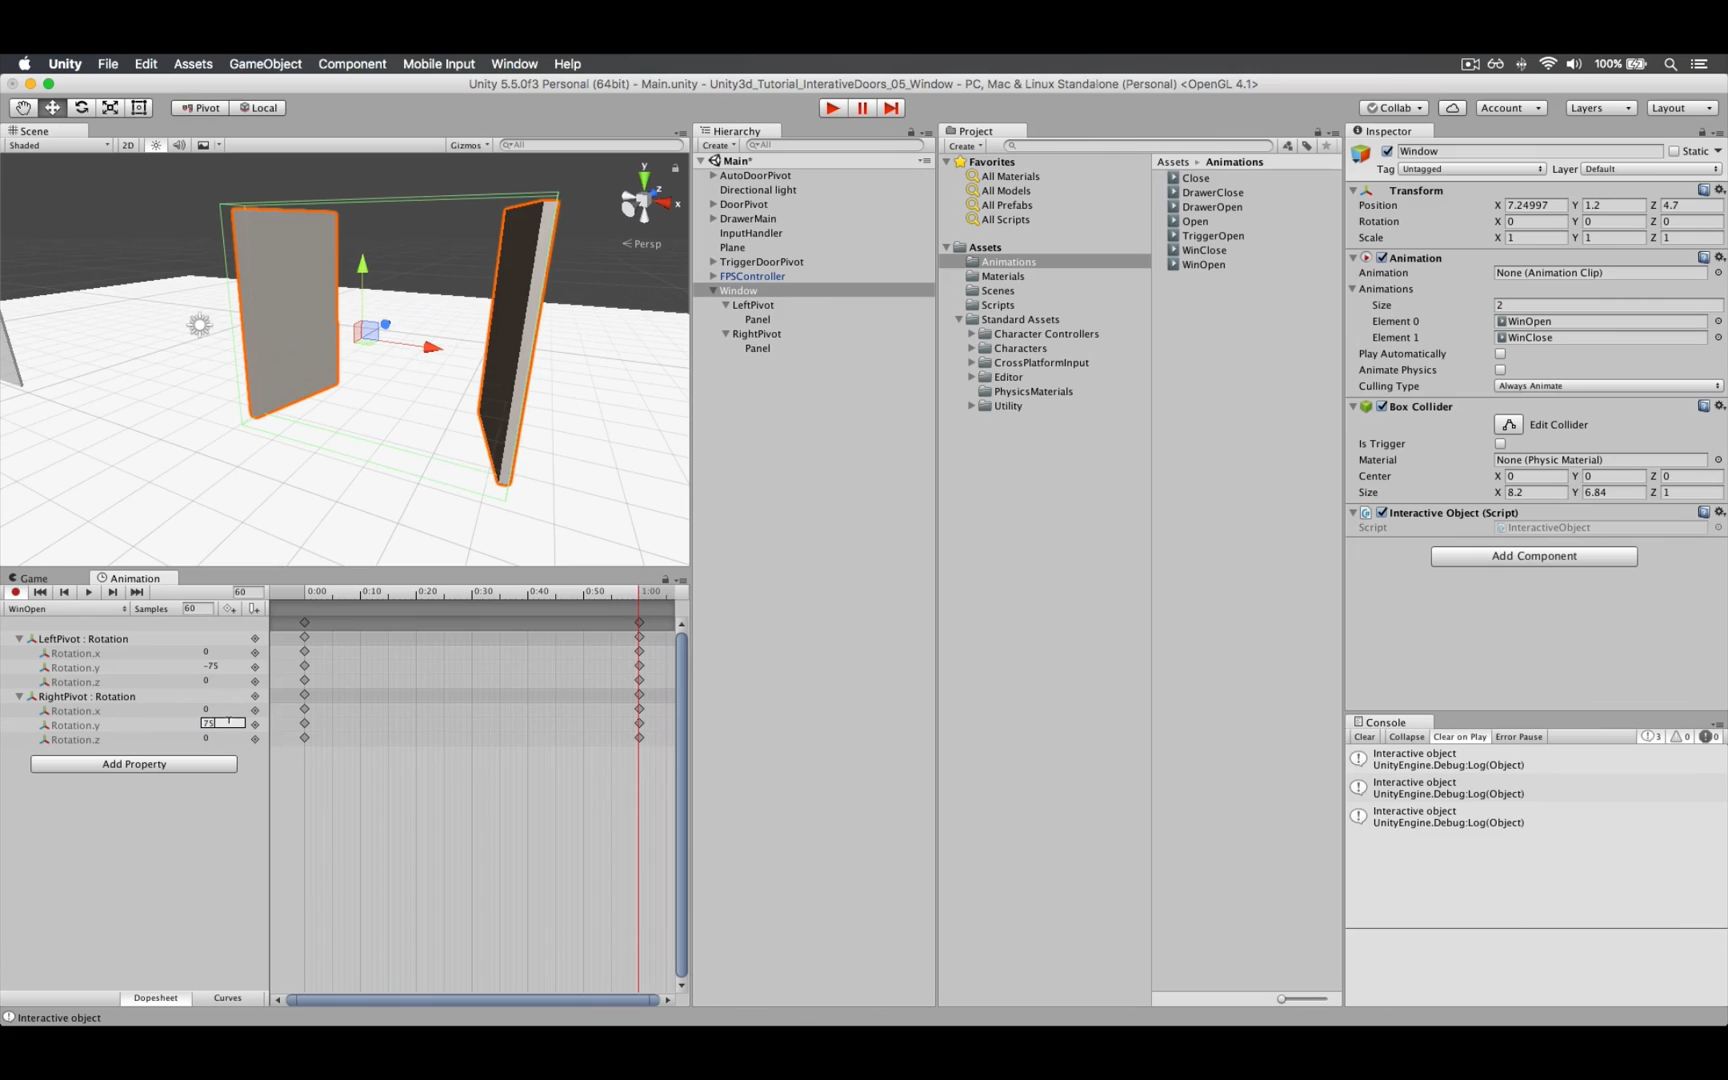 Unity File Edit Assets GameObject Component Mobile Input Window Help 100%
Unity 5.5.0f3 Personal (64bit) - Main.unity - Unity3d_Tutorial_InterativeDoors_05_Window - PC, Mac & Linux Standalone (Personal) <OpenGL 4.1>
Pivot Local Collab Account Layers Layout
Scene
Shaded 2D Gizmos All
y
z
x
Persp
Hierarchy
Create All
Main*
AutoDoorPivot
Directional light
DoorPivot
DrawerMain
InputHandler
Plane
TriggerDoorPivot
FPSController
Window
LeftPivot
Panel
RightPivot
Panel
Project
Create
Favorites
All Materials
All Models
All Prefabs
All Scripts
Assets
Animations
Materials
Scenes
Scripts
Standard Assets
Character Controllers
Characters
CrossPlatformInput
Editor
PhysicsMaterials
Utility
Assets Animations
Close
DrawerClose
DrawerOpen
Open
TriggerOpen
WinClose
WinOpen
Inspector
Window Static
Tag Untagged Layer Default
Transform
Position X 7.24997 Y 1.2 Z 4.7
Rotation X 0 Y 0 Z 0
Scale X 1 Y 1 Z 1
Animation
Animation None (Animation Clip)
Animations
Size 2
Element 0 WinOpen
Element 1 WinClose
Play Automatically
Animate Physics
Culling Type Always Animate
Box Collider
Edit Collider
Is Trigger
Material None (Physic Material)
Center X 0 Y 0 Z 0
Size X 8.2 Y 6.84 Z 1
Interactive Object (Script)
Script InteractiveObject
Add Component
Game Animation
60 0:00 0:10 0:20 0:30 0:40 0:50 1:00
WinOpen Samples 60
LeftPivot : Rotation
Rotation.x 0
Rotation.y -75
Rotation.z 0
RightPivot : Rotation
Rotation.x 0
Rotation.y 75
Rotation.z 0
Add Property
Dopesheet Curves
Console
Clear Collapse Clear on Play Error Pause 3 0 0
Interactive object
UnityEngine.Debug:Log(Object)
Interactive object
UnityEngine.Debug:Log(Object)
Interactive object
UnityEngine.Debug:Log(Object)
Interactive object